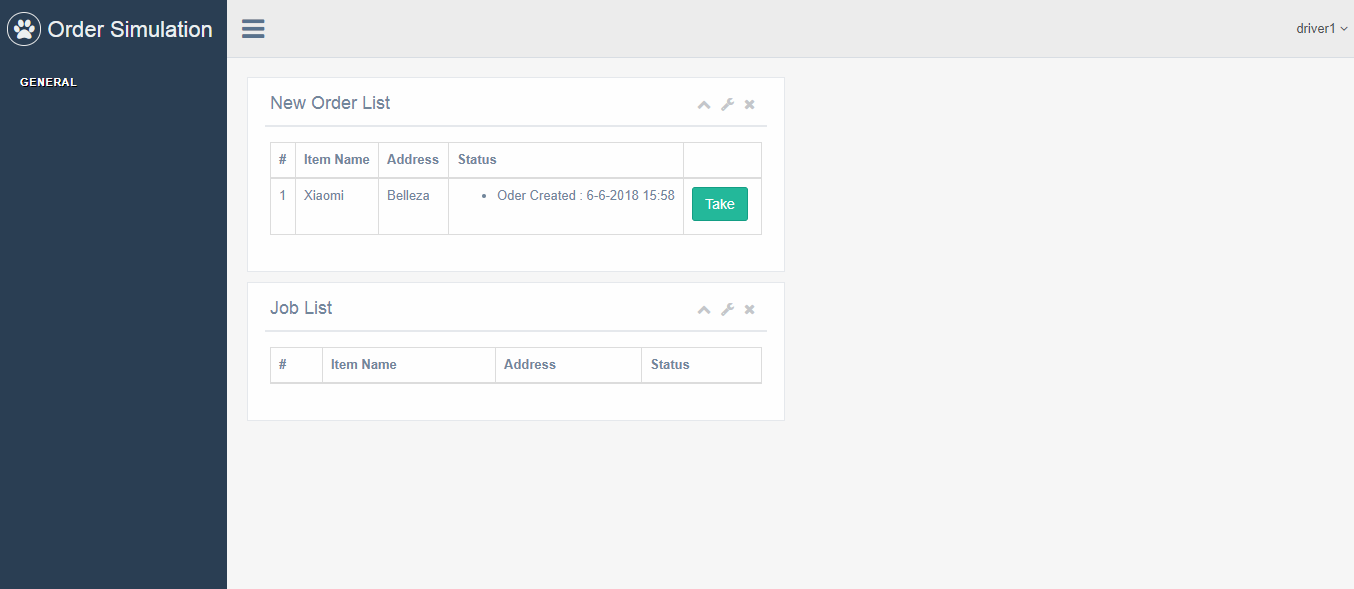 Order Simulation
driver1
GENERAL
New Order List
# Item Name Address Status
1 Xiaomi Belleza • Oder Created : 6-6-2018 15:58 Take
Job List
# Item Name Address Status